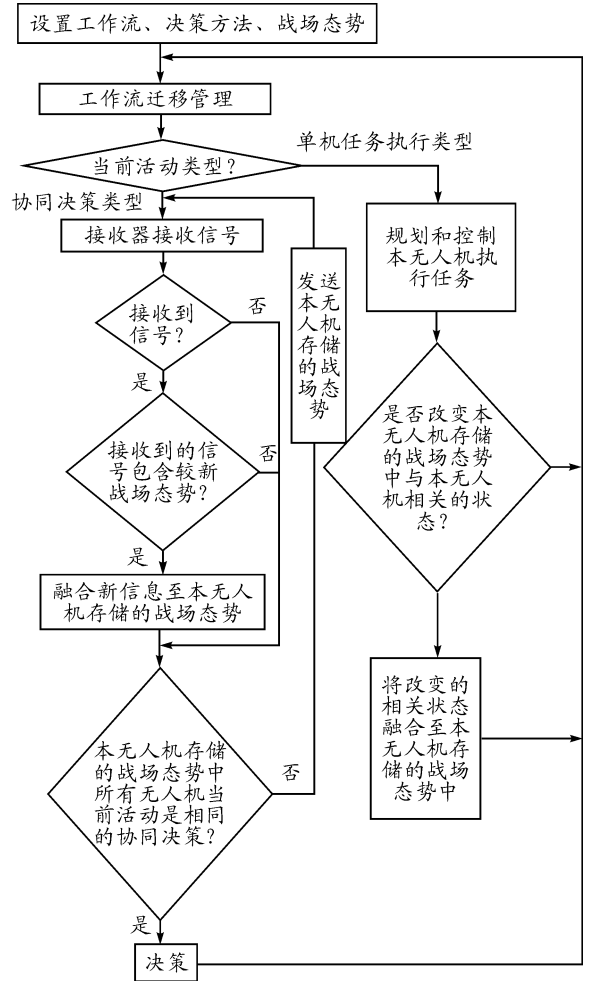 设置工作流、决策方法、战场态势
工作流迁移管理
当前活动类型?
单机任务执行类型
协同决策类型
接收器接收信号
接收到
信号?
否
是
接收到的信
号包含较新
战场态势?
否
是
融合新信息至本无人
机存储的战场态势
本无人机存储
的战场态势中
所有无人机当
前活动是相同
的协同决策?
否
是
决策
发送
本无
人机
存储
的战
场态
势
规划和控制
本无人机执
行任务
是否改变本
无人机存储
的战场态势
中与本无人
机相关的状
态?
将改变的
相关状态
融合至本
无人机存
储的战场
态势中